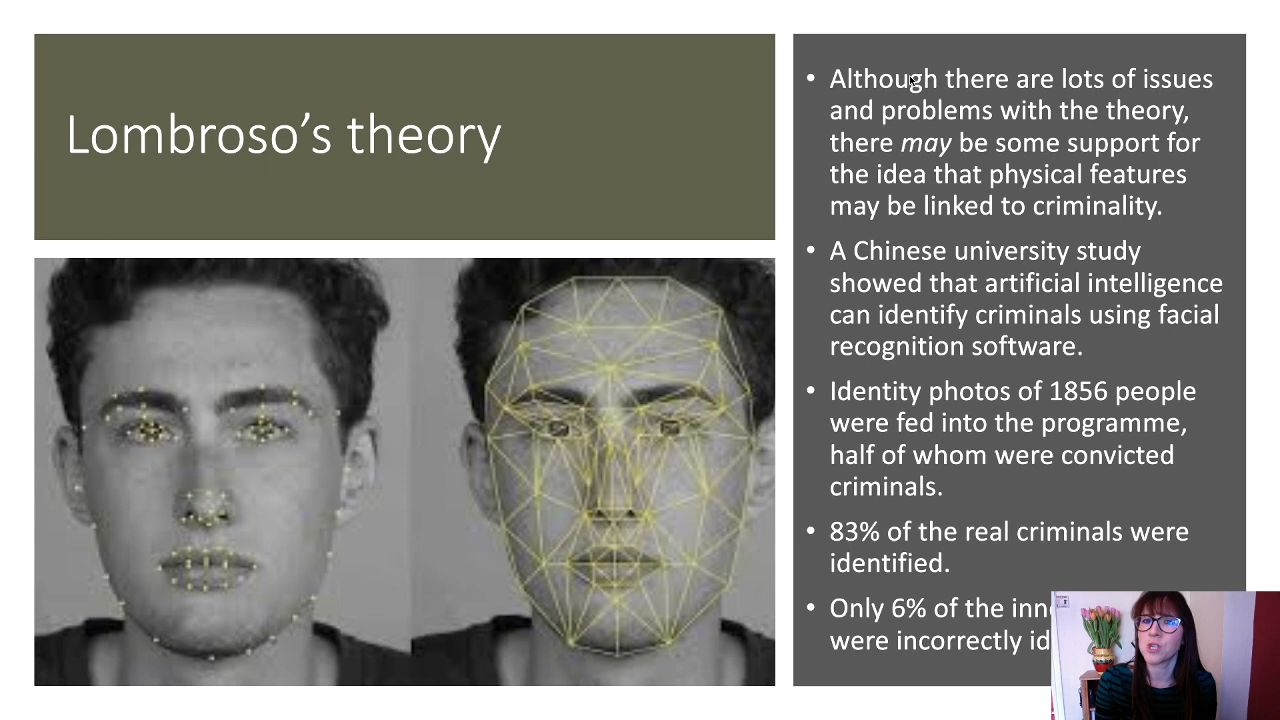 Lombroso's theory
• Although there are lots of issues
and problems with the theory,
there may be some support for
the idea that physical features
may be linked to criminality.
• A Chinese university study
showed that artificial intelligence
can identify criminals using facial
recognition software.
• Identity photos of 1856 people
were fed into the programme,
half of whom were convicted
criminals.
• 83% of the real criminals were
identified.
• Only 6% of the
were incorrectly